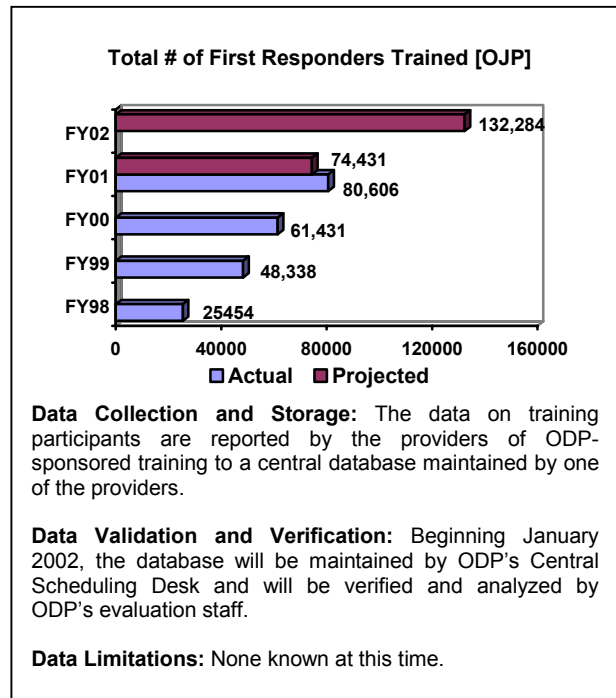 Total # of First Responders Trained [OJP]
FY02
132,284
FY01
74,431
80,606
FY00
61,431
FY99
48,338
FY98
25454
0 40000 80000 120000 160000
Actual Projected
Data Collection and Storage: The data on training
participants are reported by the providers of ODP-
sponsored training to a central database maintained by one
of the providers.
Data Validation and Verification: Beginning January
2002, the database will be maintained by ODP's Central
Scheduling Desk and will be verified and analyzed by
ODP's evaluation staff.
Data Limitations: None known at this time.